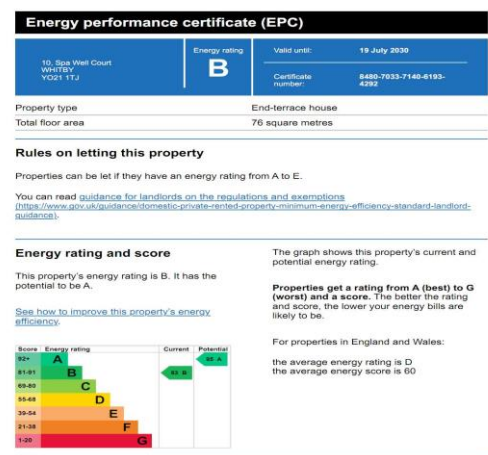 Energy performance certificate (EPC)
10, Spa Well Court
WHITBY
YO21 1TJ
Energy rating
B
Valid until: 19 July 2030
Certificate number: 8480-7033-7140-6193-4292
Property type End-terrace house
Total floor area 76 square metres
Rules on letting this property
Properties can be let if they have an energy rating from A to E.
You can read guidance for landlords on the regulations and exemptions
(https://www.gov.uk/guidance/domestic-private-rented-property-minimum-energy-efficiency-standard-landlord-
guidance).
Energy rating and score
This property's energy rating is B. It has the
potential to be A.
See how to improve this property's energy
efficiency.
Score Energy rating Current Potential
92+ A
81-91 B
69-80 C
55-68 D
39-54 E
21-38 F
1-20 G
The graph shows this property's current and
potential energy rating.
Properties get a rating from A (best) to G
(worst) and a score. The better the rating
and score, the lower your energy bills are
likely to be.
For properties in England and Wales:
the average energy rating is D
the average energy score is 60